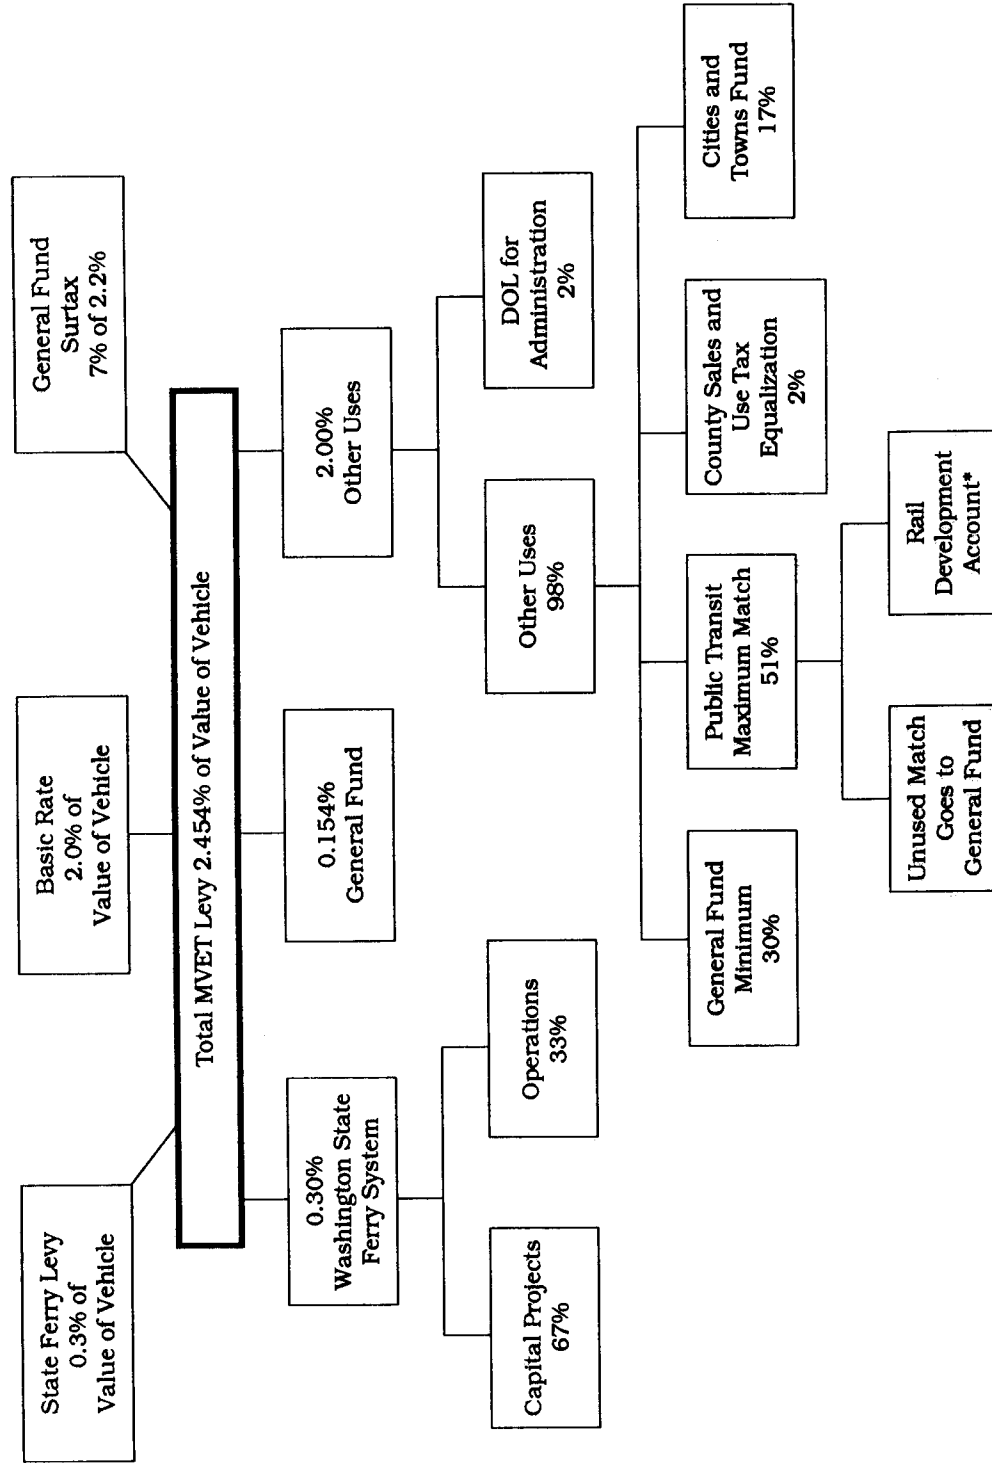 State Ferry Levy
0.3% of
Value of Vehicle
Basic Rate
2.0% of
Value of Vehicle
General Fund
Surtax
7% of 2.2%
Total MVET Levy 2.454% of Value of Vehicle
0.30%
Washington State
Ferry System
0.154%
General Fund
2.00%
Other Uses
Capital Projects
67%
Operations
33%
Other Uses
98%
DOL for
Administration
2%
General Fund
Minimum
30%
Public Transit
Maximum Match
51%
County Sales and
Use Tax
Equalization
2%
Cities and
Towns Fund
17%
Unused Match
Goes to
General Fund
Rail
Development
Account*